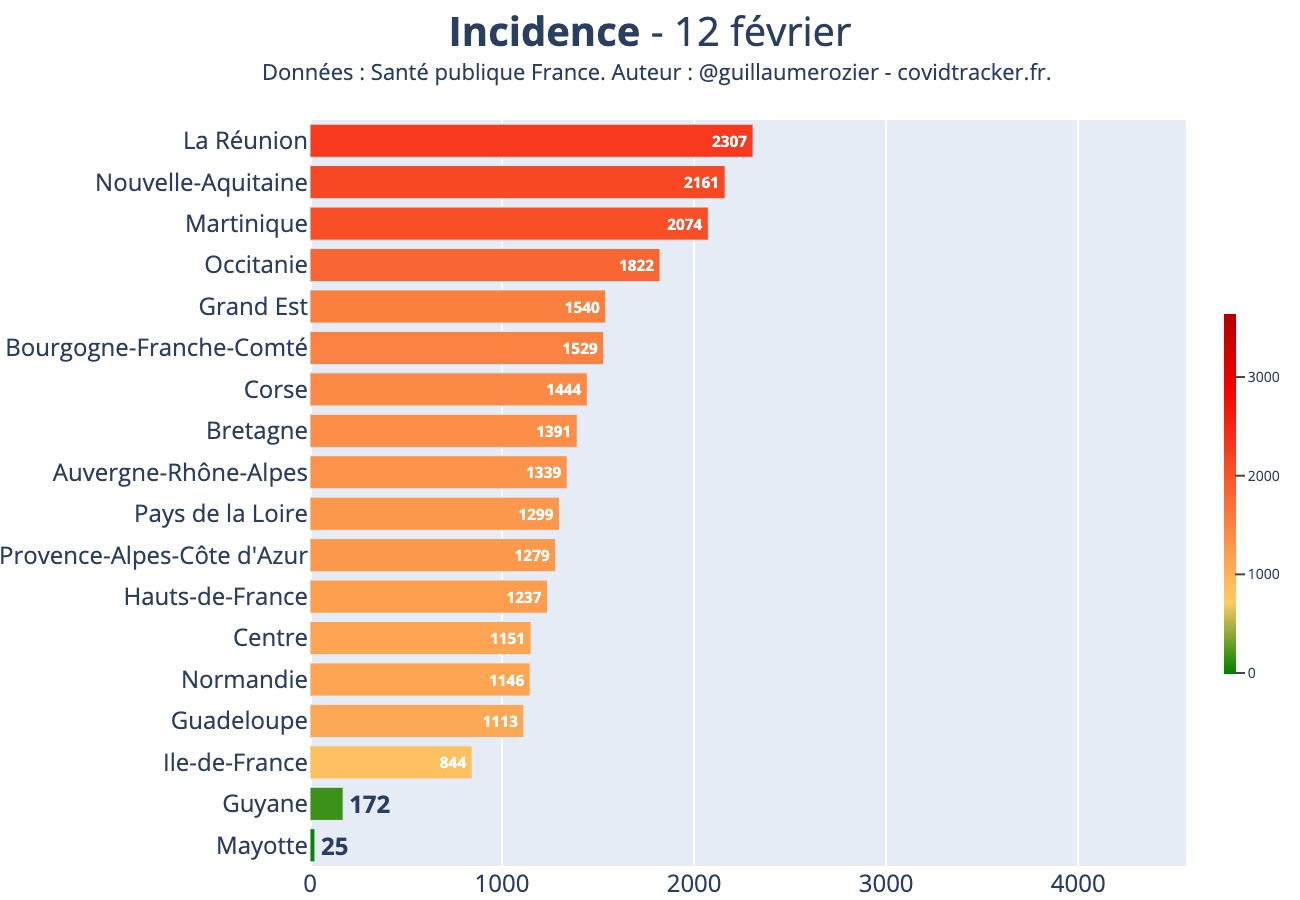 Incidence - 12 février
Données : Santé publique France. Auteur : @guillaumerozier - covidtracker.fr.
La Réunion 2307
Nouvelle-Aquitaine 2161
Martinique 2074
Occitanie 1822
Grand Est 1540
Bourgogne-Franche-Comté 1529
Corse 1444
Bretagne 1391
Auvergne-Rhône-Alpes 1339
Pays de la Loire 1299
Provence-Alpes-Côte d'Azur 1279
Hauts-de-France 1237
Centre 1151
Normandie 1146
Guadeloupe 1113
Ile-de-France 844
Guyane 172
Mayotte 25
0 1000 2000 3000 4000
3000
2000
1000
0